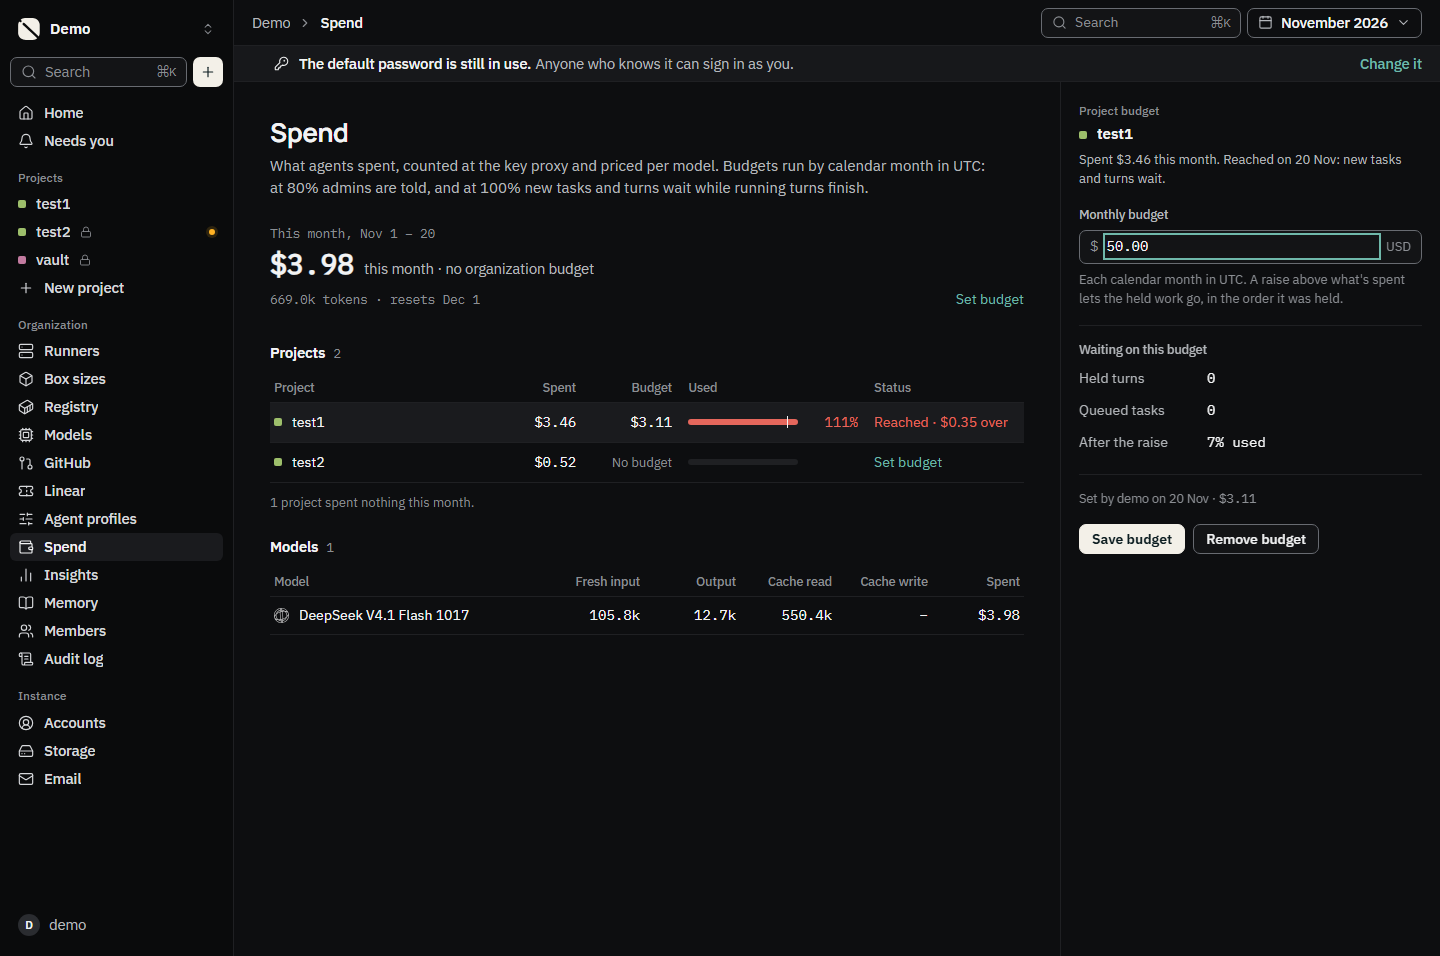 Demo
Search ⌘K
Home
Needs you
Projects
test1
test2
vault
New project
Organization
Runners
Box sizes
Registry
Models
GitHub
Linear
Agent profiles
Spend
Insights
Memory
Members
Audit log
Instance
Accounts
Storage
Email
D demo
Demo > Spend
Search ⌘K
November 2026
The default password is still in use. Anyone who knows it can sign in as you.
Change it
Spend
What agents spent, counted at the key proxy and priced per model. Budgets run by calendar month in UTC:
at 80% admins are told, and at 100% new tasks and turns wait while running turns finish.
This month, Nov 1 – 20
$3.98 this month · no organization budget
669.0k tokens · resets Dec 1
Set budget
Projects 2
Project Spent Budget Used Status
test1 $3.46 $3.11 111% Reached · $0.35 over
test2 $0.52 No budget Set budget
1 project spent nothing this month.
Models 1
Model Fresh input Output Cache read Cache write Spent
DeepSeek V4.1 Flash 1017 105.8k 12.7k 550.4k – $3.98
Project budget
test1
Spent $3.46 this month. Reached on 20 Nov: new tasks
and turns wait.
Monthly budget
$ 50.00 USD
Each calendar month in UTC. A raise above what's spent
lets the held work go, in the order it was held.
Waiting on this budget
Held turns 0
Queued tasks 0
After the raise 7% used
Set by demo on 20 Nov · $3.11
Save budget
Remove budget